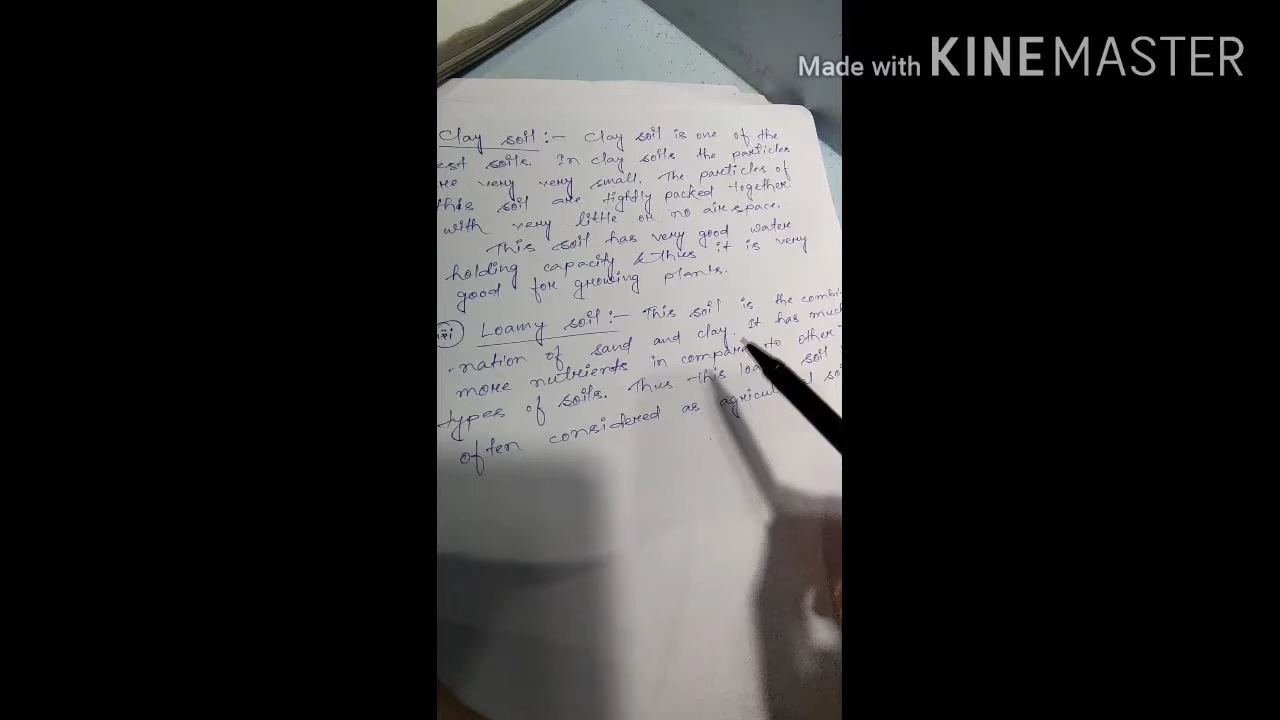 Made with KINEMASTER
Clay soil :- Clay soil is one of the
est soils. In clay soils the particles
re very very small. The particles of
this soil are tightly packed together
with very little or no air space.
This soil has very good water
holding capacity & thus it is very
good for growing plants.
iii Loamy soil :- This soil is the combi
-nation of sand and clay. It has much
more nutrients in to other
types of soils. Thus this soil
often considered as